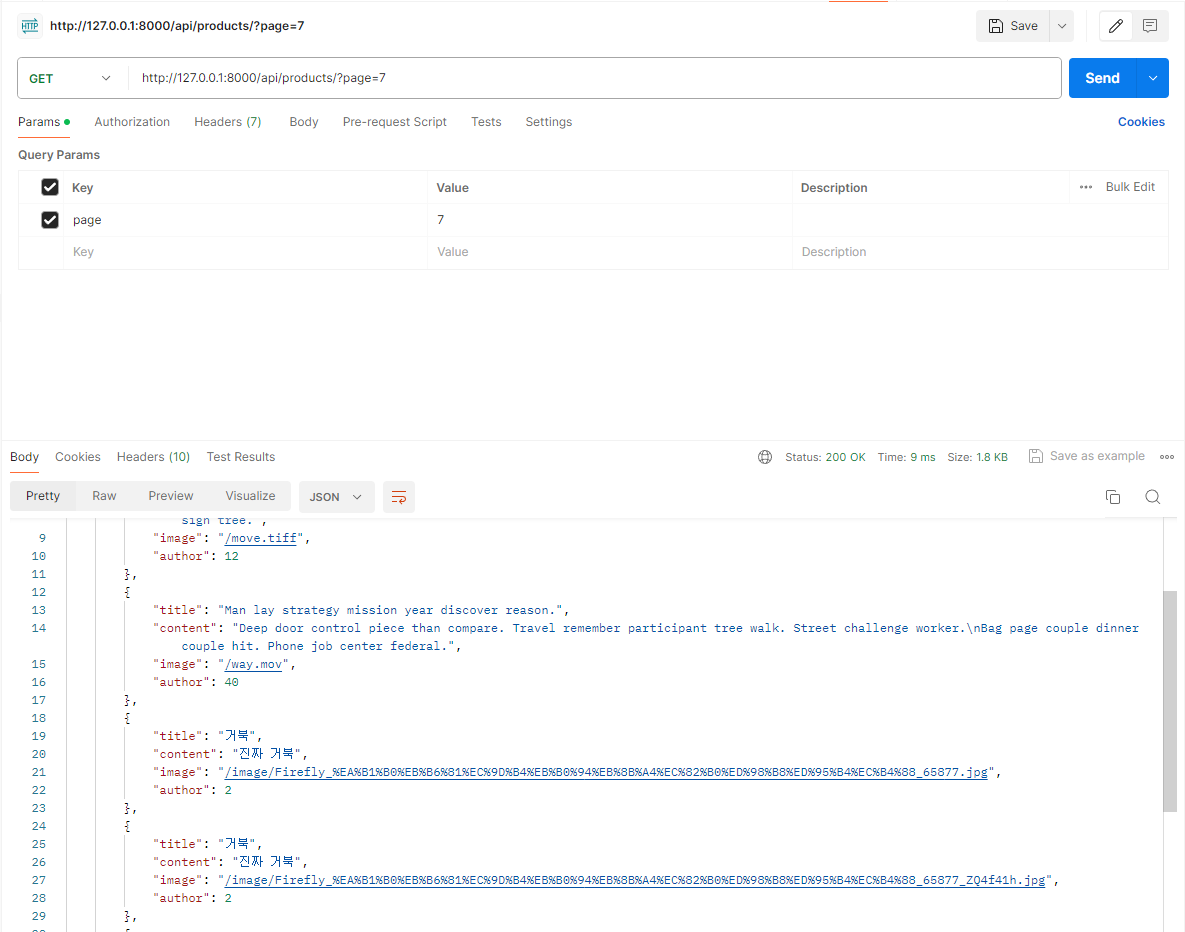 HTTP http://127.0.0.1:8000/api/products/?page=7 Save
GET http://127.0.0.1:8000/api/products/?page=7 Send
Params Authorization Headers (7) Body Pre-request Script Tests Settings Cookies
Query Params
Key Value Description Bulk Edit
page 7
Key Value Description
Body Cookies Headers (10) Test Results Status: 200 OK Time: 9 ms Size: 1.8 KB Save as example
Pretty Raw Preview Visualize JSON
sign tree.",
9 "image": "/move.tiff",
10 "author": 12
11 },
12 {
13 "title": "Man lay strategy mission year discover reason.",
14 "content": "Deep door control piece than compare. Travel remember participant tree walk. Street challenge worker.\nBag page couple dinner
couple hit. Phone job center federal.",
15 "image": "/way.mov",
16 "author": 40
17 },
18 {
19 "title": "거북",
20 "content": "진짜 거북",
21 "image": "/image/Firefly_%EA%B1%B0%EB%B6%81%EC%9D%B4%EB%B0%94%EB%8B%A4%EC%82%B0%ED%98%B8%ED%95%B4%EC%B4%88_65877.jpg",
22 "author": 2
23 },
24 {
25 "title": "거북",
26 "content": "진짜 거북",
27 "image": "/image/Firefly_%EA%B1%B0%EB%B6%81%EC%9D%B4%EB%B0%94%EB%8B%A4%EC%82%B0%ED%98%B8%ED%95%B4%EC%B4%88_65877_ZQ4f41h.jpg",
28 "author": 2
29 },